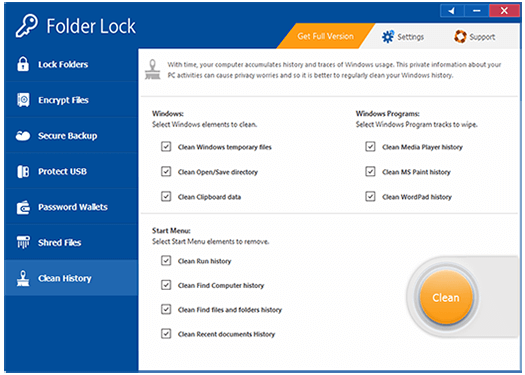 Folder Lock
Get Full Version
Settings
Support
Lock Folders
Encrypt Files
Secure Backup
Protect USB
Password Wallets
Shred Files
Clean History
With time, your computer accumulates history and traces of Windows usage. This private information about your
PC activities can cause privacy worries and so it is better to regularly clean your Windows history.
Windows:
Select Windows elements to clean.
Clean Windows temporary files
Clean Open/Save directory
Clean Clipboard data
Windows Programs:
Select Windows Program tracks to wipe.
Clean Media Player history
Clean MS Paint history
Clean WordPad history
Start Menu:
Select Start Menu elements to remove.
Clean Run history
Clean Find Computer history
Clean Find files and folders history
Clean Recent documents History
Clean